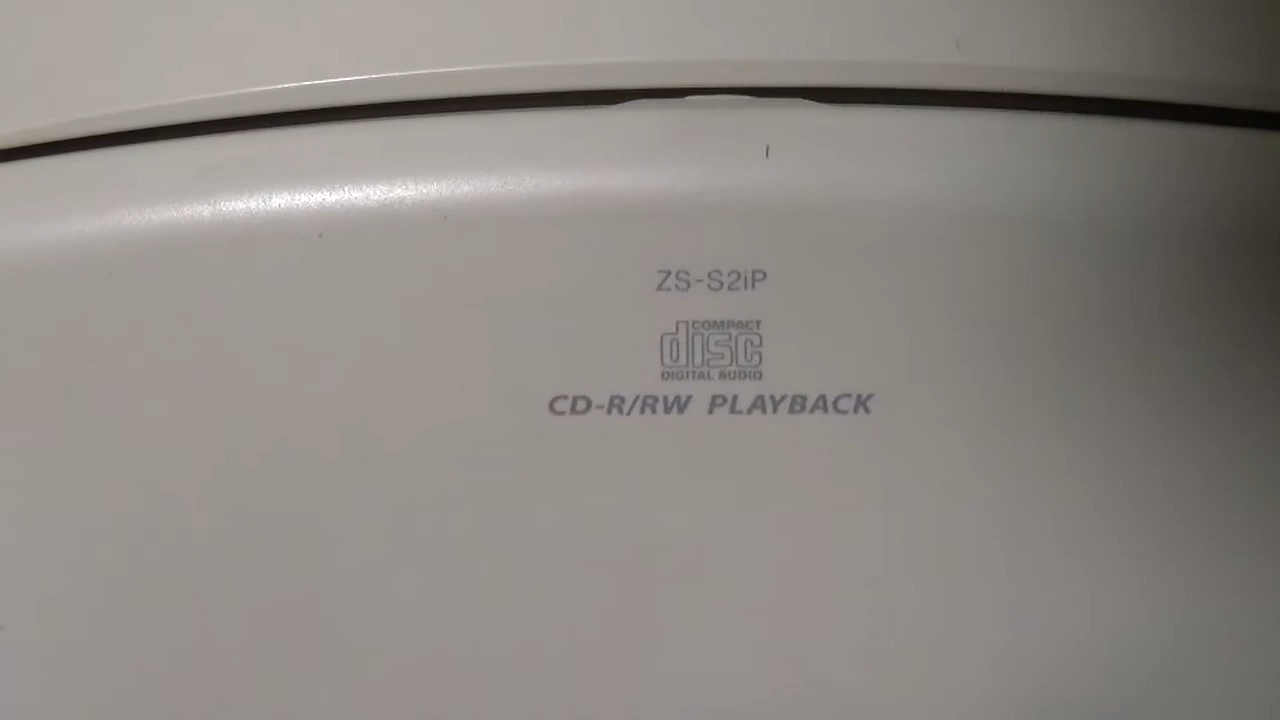 ZS-S2iP
COMPACT
disc
DIGITAL AUDIO
CD-R/RW PLAYBACK